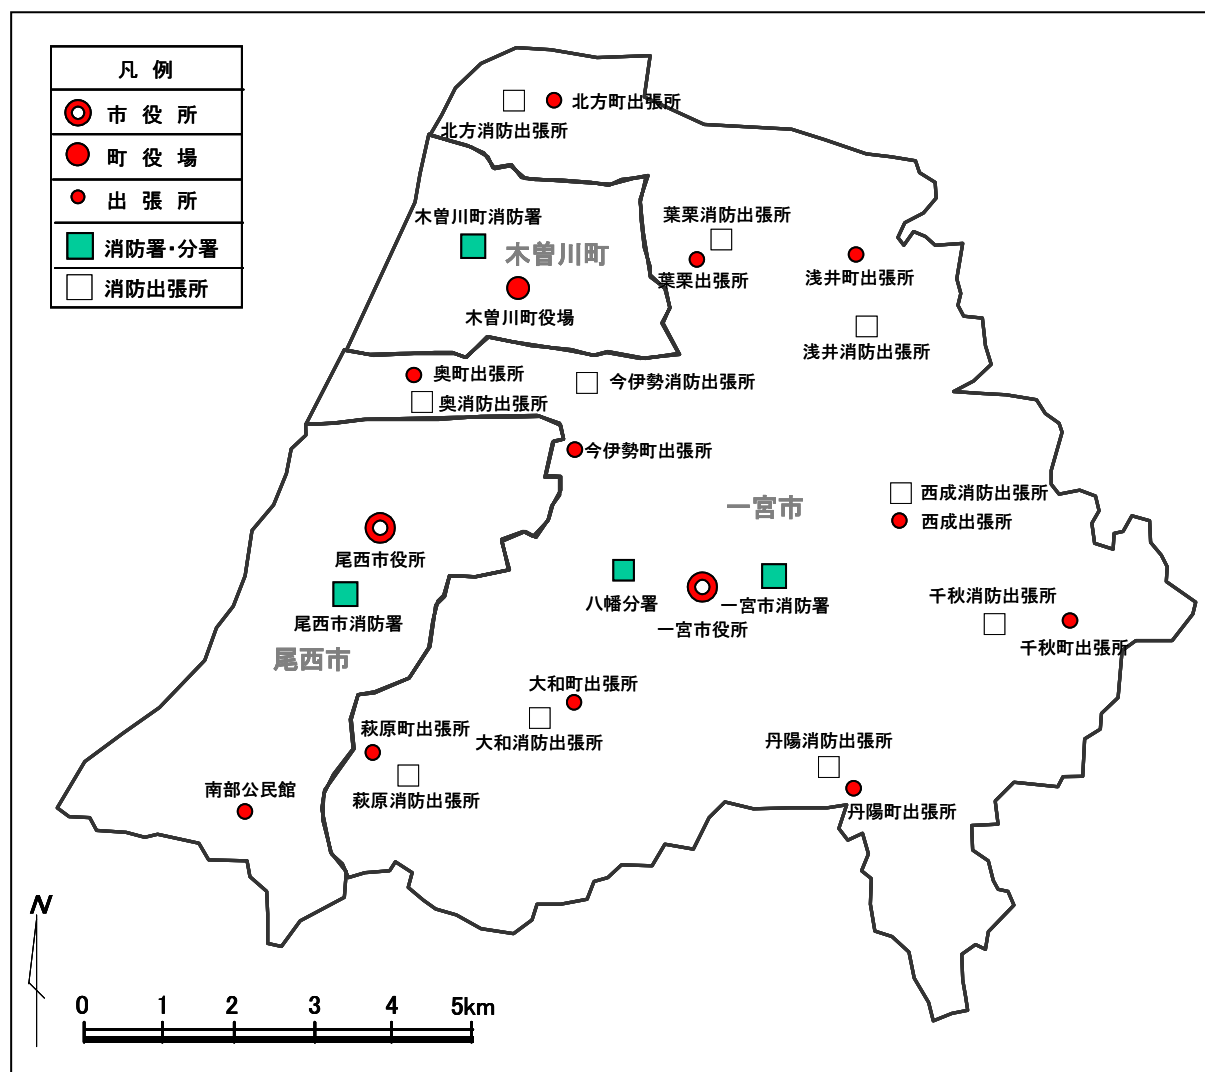 凡 例
市 役 所
町 役 場
出 張 所
消防署・分署
消防出張所
北方町出張所
北方消防出張所
木曽川町消防署
木曽川町
木曽川町役場
葉栗消防出張所
葉栗出張所
浅井町出張所
浅井消防出張所
奥町出張所
奥消防出張所
今伊勢消防出張所
今伊勢町出張所
一宮市
西成消防出張所
西成出張所
尾西市役所
尾西市消防署
尾西市
八幡分署
一宮市役所
一宮市消防署
千秋消防出張所
千秋町出張所
大和町出張所
大和消防出張所
萩原町出張所
萩原消防出張所
丹陽消防出張所
丹陽町出張所
南部公民館
N
0 1 2 3 4 5km